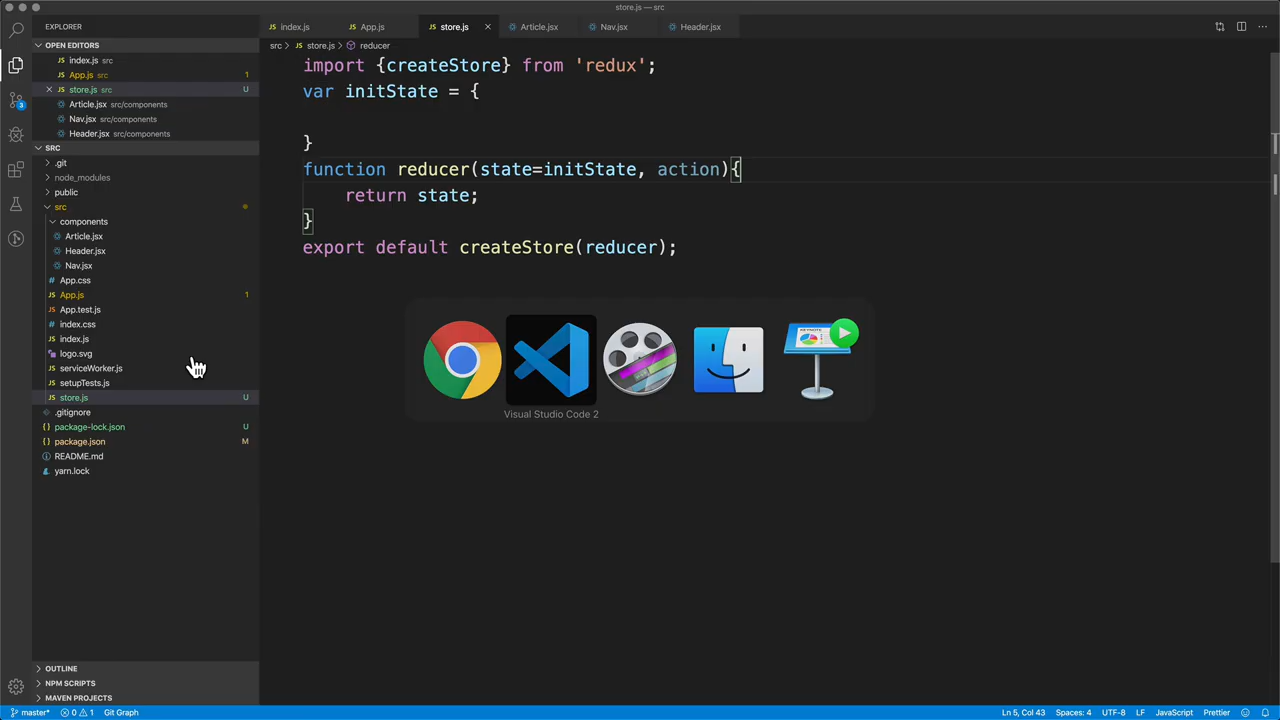 store.js — src
EXPLORER
index.js
App.js
store.js
Article.jsx
Nav.jsx
Header.jsx
OPEN EDITORS
index.js src
App.js src 1
store.js src U
Article.jsx src/components
Nav.jsx src/components
Header.jsx src/components
SRC
.git
node_modules
public
src
components
Article.jsx
Header.jsx
Nav.jsx
App.css
App.js 1
App.test.js
index.css
index.js
logo.svg
serviceWorker.js
setupTests.js
store.js U
.gitignore
package-lock.json U
package.json M
README.md
yarn.lock
OUTLINE
NPM SCRIPTS
MAVEN PROJECTS
3
src > JS store.js > reducer
import {createStore} from 'redux';
var initState = {
}
function reducer(state=initState, action){
return state;
}
export default createStore(reducer);
KEYNOTE
Visual Studio Code 2
master* 0 1 Git Graph
Ln 5, Col 43 Spaces: 4 UTF-8 LF JavaScript Prettier